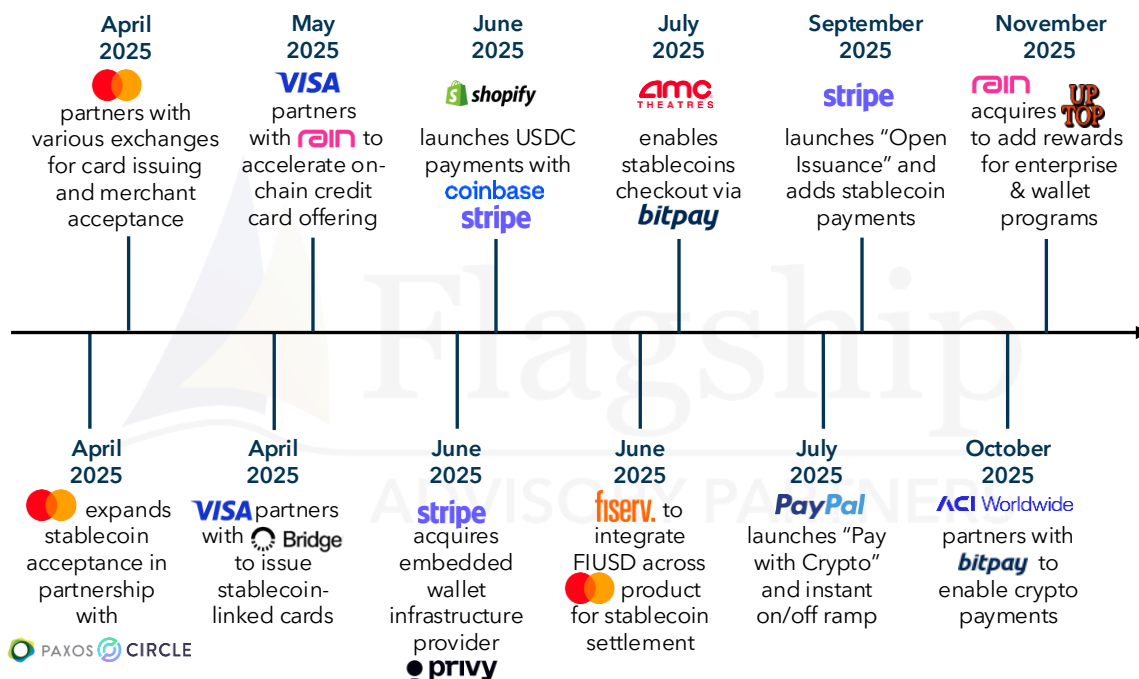 April
2025
partners with
various exchanges
for card issuing
and merchant
acceptance
May
2025
VISA
partners
with rain to
accelerate on-
chain credit
card offering
June
2025
shopify
launches USDC
payments with
coinbase
stripe
July
2025
amc
THEATRES
enables
stablecoins
checkout via
bitpay
September
2025
stripe
launches “Open
Issuance” and
adds stablecoin
payments
November
2025
rain
acquires UP TOP
to add rewards
for enterprise
& wallet
programs
Flagship
ADVISORY PARTNERS
April
2025
expands
stablecoin
acceptance in
partnership
with
PAXOS CIRCLE
April
2025
VISA partners
with Bridge
to issue
stablecoin-
linked cards
June
2025
stripe
acquires
embedded
wallet
infrastructure
provider
privy
June
2025
fiserv. to
integrate
FIUSD across
product
for stablecoin
settlement
July
2025
PayPal
launches “Pay
with Crypto”
and instant
on/off ramp
October
2025
ACI Worldwide
partners with
bitpay to
enable crypto
payments